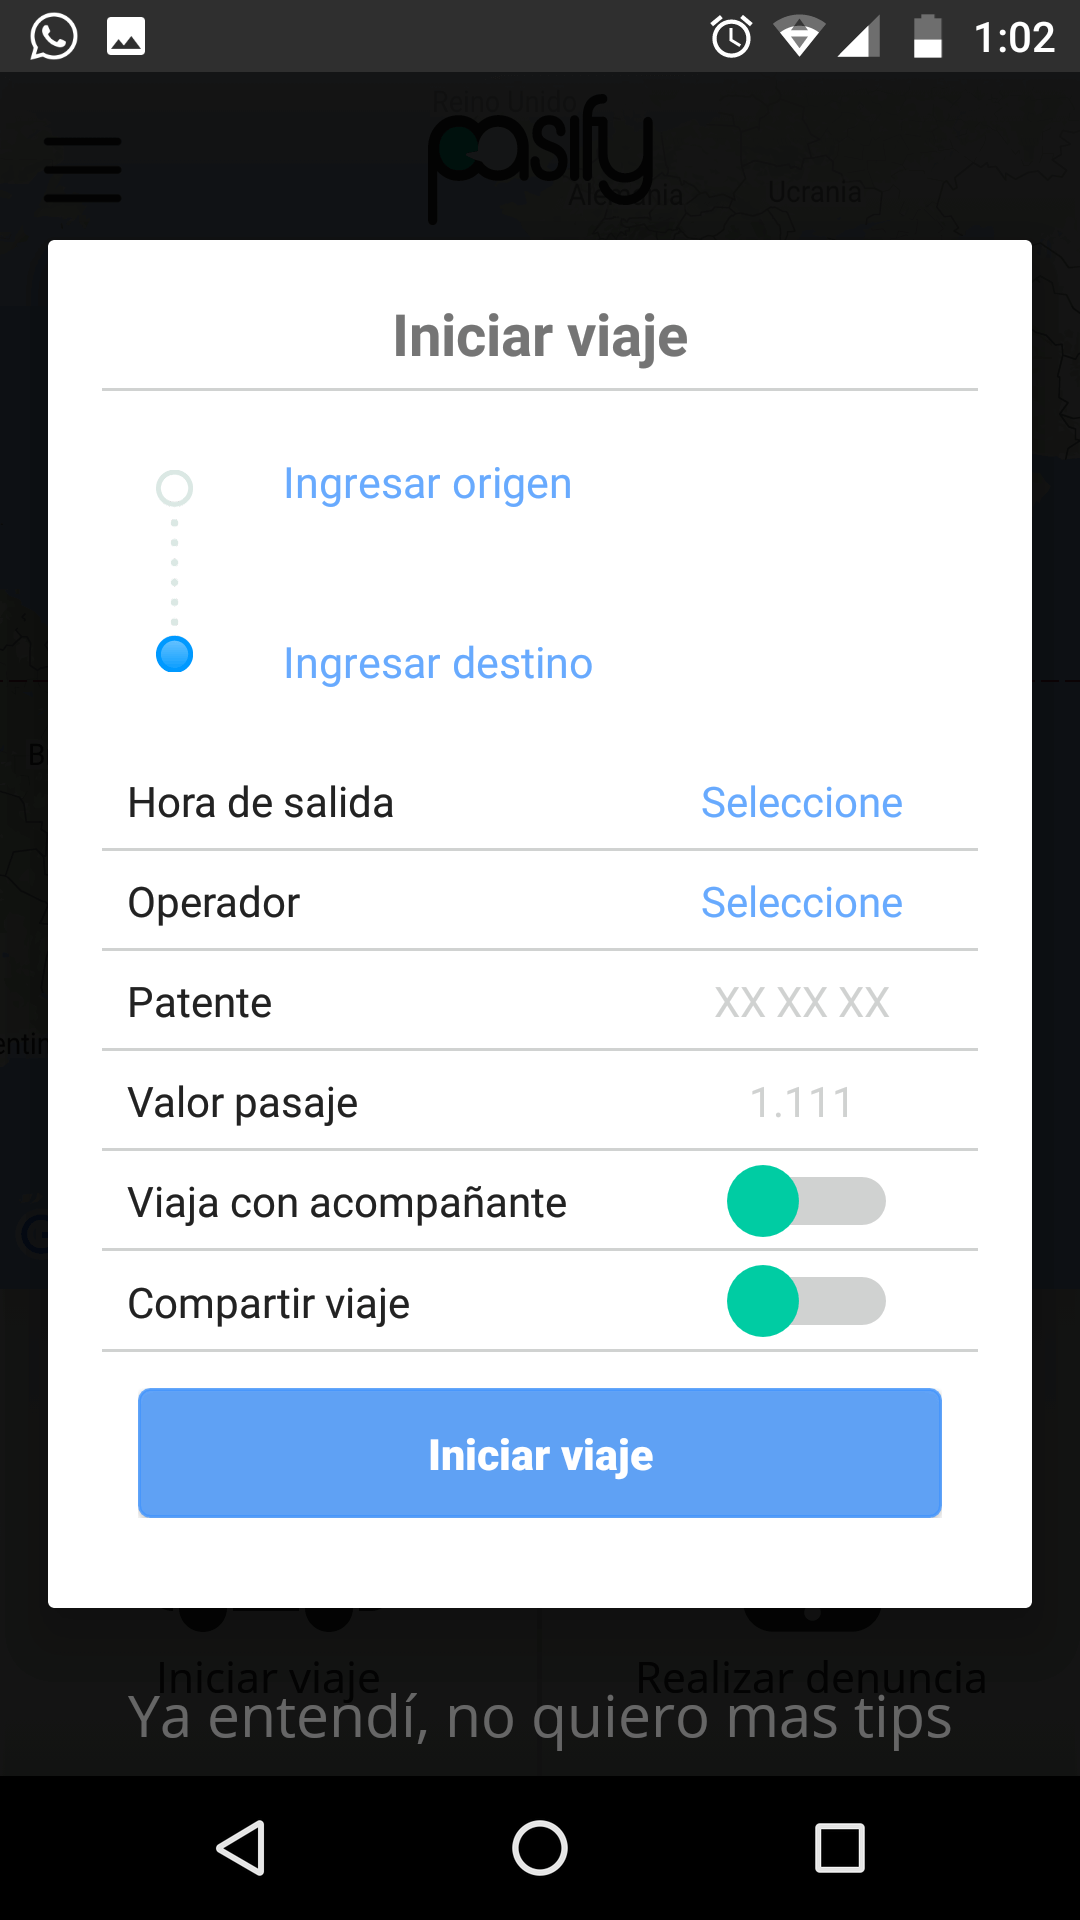 1:02
Reino Unido
pasify
Alemania
Ucrania
Iniciar viaje
Ingresar origen
Ingresar destino
Hora de salida Seleccione
Operador Seleccione
Patente XX XX XX
Valor pasaje 1.111
Viaja con acompañante
Compartir viaje
Iniciar viaje
Iniciar viaje Realizar denuncia
Ya entendí, no quiero mas tips